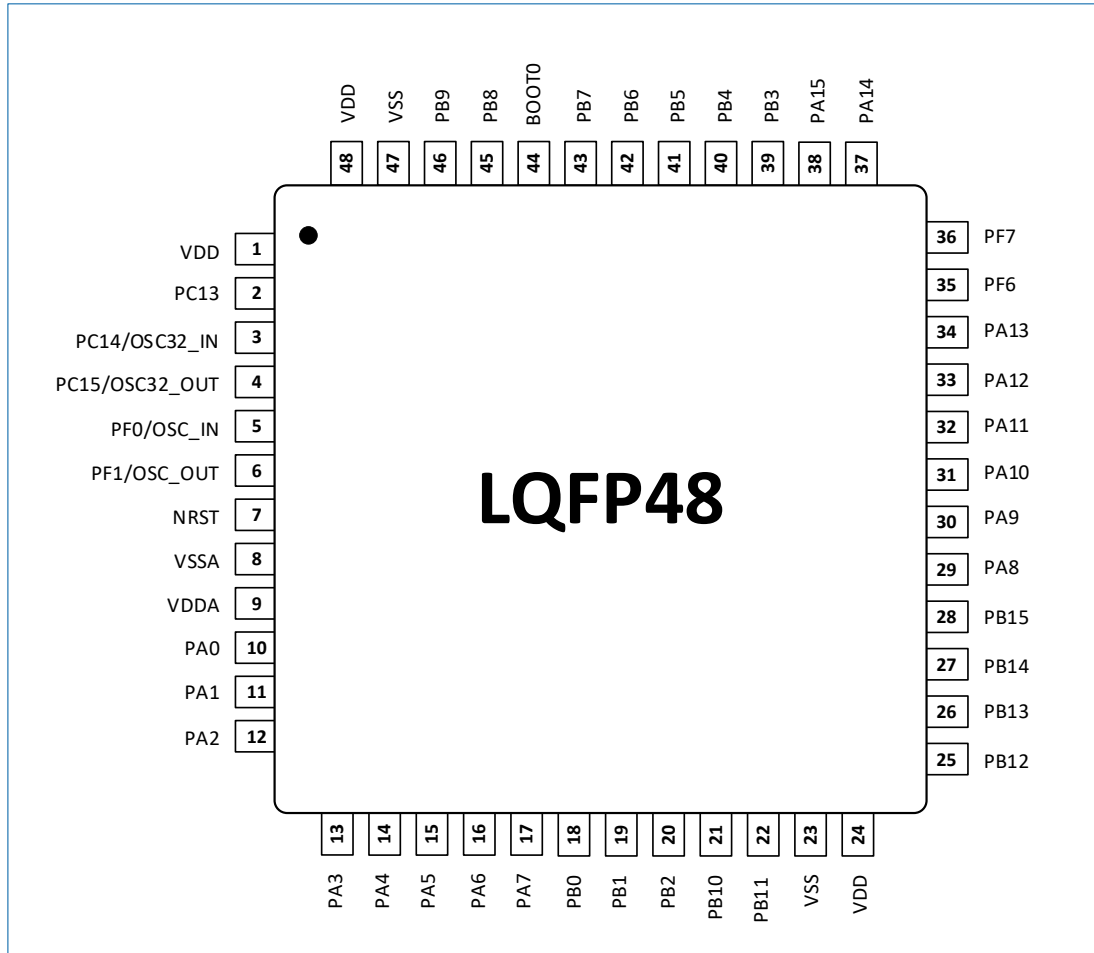 VDD VSS PB9 PB8 BOOT0 PB7 PB6 PB5 PB4 PB3 PA15 PA14
48 47 46 45 44 43 42 41 40 39 38 37
VDD 1
PC13 2
PC14/OSC32_IN 3
PC15/OSC32_OUT 4
PF0/OSC_IN 5
PF1/OSC_OUT 6
NRST 7
VSSA 8
VDDA 9
PA0 10
PA1 11
PA2 12
LQFP48
36 PF7
35 PF6
34 PA13
33 PA12
32 PA11
31 PA10
30 PA9
29 PA8
28 PB15
27 PB14
26 PB13
25 PB12
13 14 15 16 17 18 19 20 21 22 23 24
PA3 PA4 PA5 PA6 PA7 PB0 PB1 PB2 PB10 PB11 VSS VDD